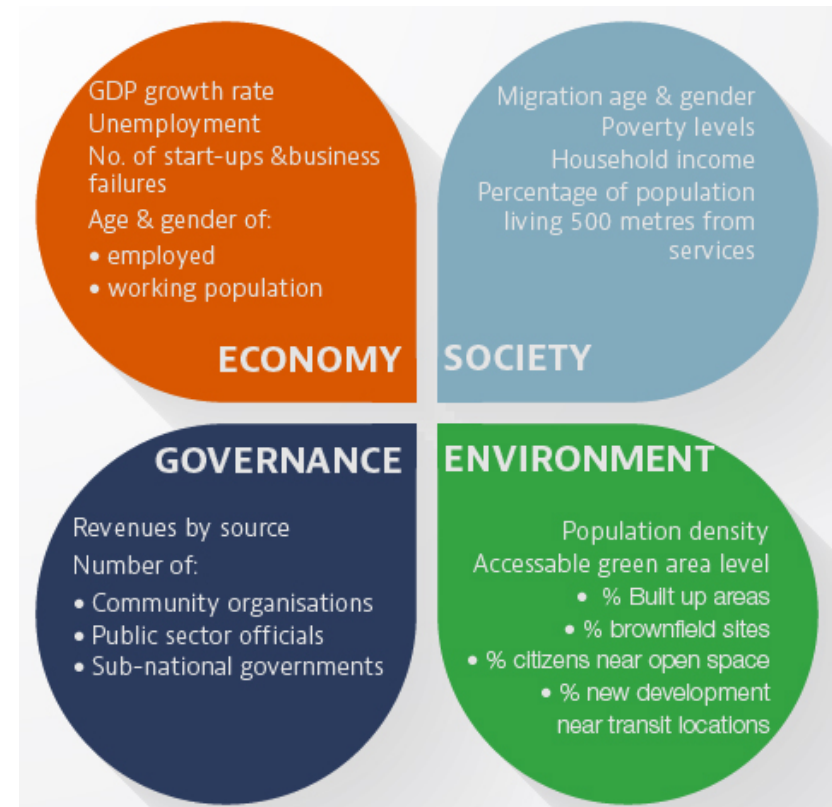 GDP growth rate
Unemployment
No. of start-ups &business
failures
Age & gender of:
• employed
• working population
ECONOMY
Migration age & gender
Poverty levels
Household income
Percentage of population
living 500 metres from
services
SOCIETY
GOVERNANCE
Revenues by source
Number of:
• Community organisations
• Public sector officials
• Sub-national governments
ENVIRONMENT
Population density
Accessable green area level
• % Built up areas
• % brownfield sites
• % citizens near open space
• % new development
near transit locations